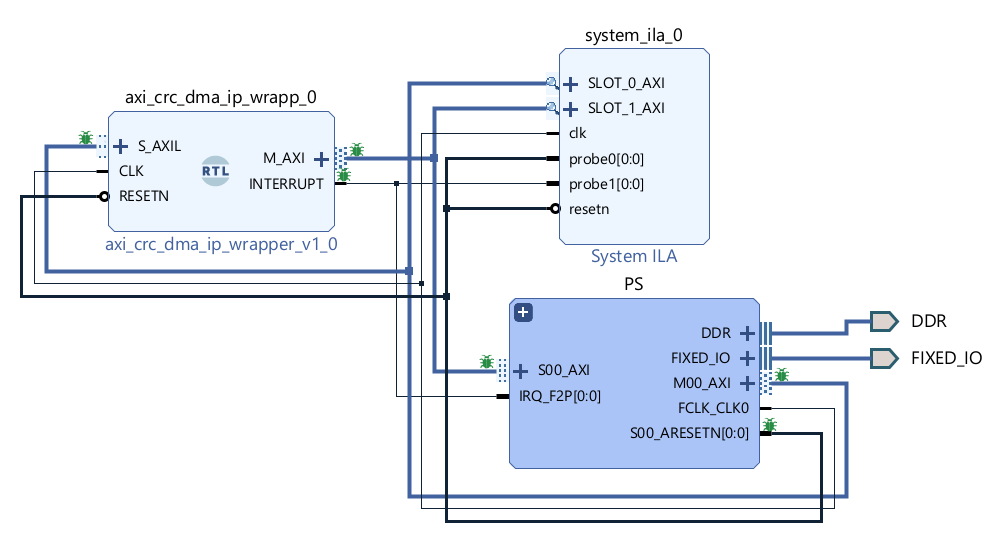 system_ila_0
SLOT_0_AXI
SLOT_1_AXI
clk
probe0[0:0]
probe1[0:0]
resetn
System ILA
axi_crc_dma_ip_wrapp_0
S_AXIL
CLK
RESETN
RTL
M_AXI
INTERRUPT
axi_crc_dma_ip_wrapper_v1_0
PS
S00_AXI
IRQ_F2P[0:0]
DDR
FIXED_IO
M00_AXI
FCLK_CLK0
S00_ARESETN[0:0]
DDR
FIXED_IO